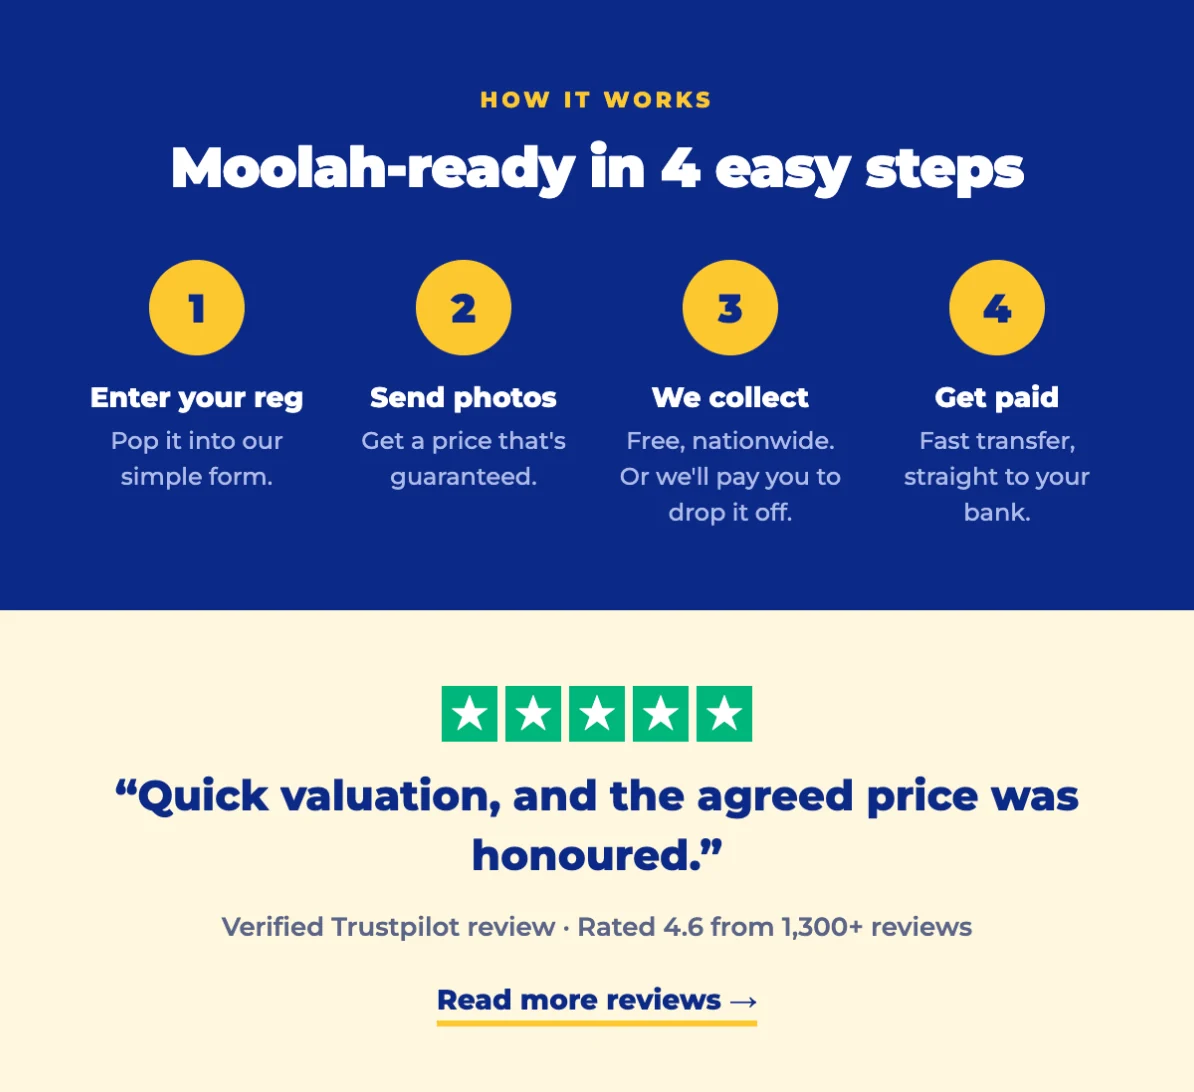 HOW IT WORKS
Moolah-ready in 4 easy steps
1
Enter your reg
Pop it into our
simple form.
2
Send photos
Get a price that's
guaranteed.
3
We collect
Free, nationwide.
Or we'll pay you to
drop it off.
4
Get paid
Fast transfer,
straight to your
bank.
“Quick valuation, and the agreed price was
honoured.”
Verified Trustpilot review · Rated 4.6 from 1,300+ reviews
Read more reviews →